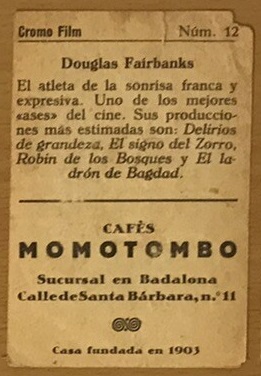 Cromo Film Núm. 12
Douglas Fairbanks
El atleta de la sonrisa franca y
expresiva. Uno de los mejores
«ases» del cine. Sus produccio-
nes más estimadas son: Delirios
de grandeza, El signo del Zorro,
Robin de los Bosques y El la-
drón de Bagdad.
CAFÈS
MOMOTOMBO
Sucursal en Badalona
Calle de Santa Bárbara, n.º 11
Casa fundada en 1903